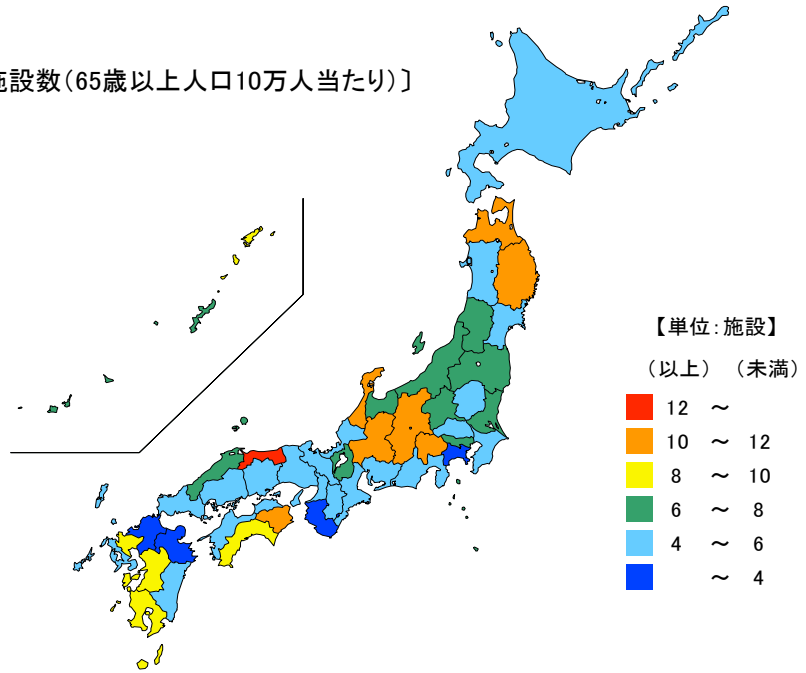 施設数（65歳以上人口10万人当たり）］
【単位：施設】
（以上） （未満）
12 ～
10 ～ 12
8 ～ 10
6 ～ 8
4 ～ 6
～ 4